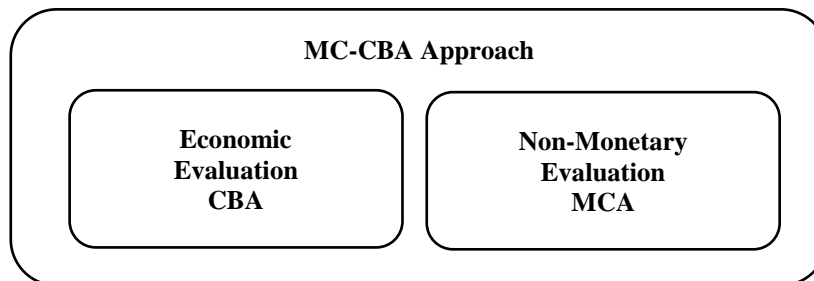 MC-CBA Approach
Economic
Evaluation
CBA
Non-Monetary
Evaluation
MCA